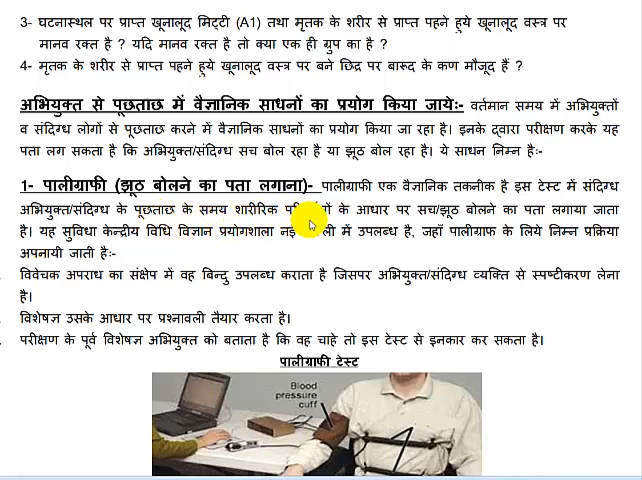 3- घटनास्थल पर प्राप्त खूनालूद मिट्टी (A1) तथा मृतक के शरीर से प्राप्त पहने हुये खूनालूद वस्त्र पर
मानव रक्त है ? यदि मानव रक्त है तो क्या एक ही ग्रुप का है ?
4- मृतक के शरीर से प्राप्त पहने हुये खूनालूद वस्त्र पर बने छिद्र पर बारूद के कण मौजूद हैं ?
अभियुक्त से पूछताछ में वैज्ञानिक साधनों का प्रयोग किया जाये:- वर्तमान समय में अभियुक्तों
व संदिग्ध लोगों से पूछताछ करने में वैज्ञानिक साधनों का प्रयोग किया जा रहा है। इनके द्वारा परीक्षण करके यह
पता लग सकता है कि अभियुक्त/संदिग्ध सच बोल रहा है या झूठ बोल रहा है। ये साधन निम्न है:-
1- पालीग्राफी (झूठ बोलने का पता लगाना)- पालीग्राफी एक वैज्ञानिक तकनीक है इस टेस्ट में संदिग्ध
अभियुक्त/संदिग्ध के पूछताछ के समय शारीरिक के आधार पर सच/झूठ बोलने का पता लगाया जाता
है। यह सुविधा केन्द्रीय विधि विज्ञान प्रयोगशाला में उपलब्ध है, जहाँ पालीग्राफ के लिये निम्न प्रक्रिया
अपनायी जाती है:-
विवेचक अपराध का संक्षेप में वह बिन्दु उपलब्ध कराता है जिसपर अभियुक्त/संदिग्ध व्यक्ति से स्पष्टीकरण लेना
है।
विशेषज्ञ उसके आधार पर प्रश्नावली तैयार करता है।
परीक्षण के पूर्व विशेषज्ञ अभियुक्त को बताता है कि वह चाहे तो इस टेस्ट से इनकार कर सकता है।
पालीग्राफी टेस्ट
Blood
pressure
cuff